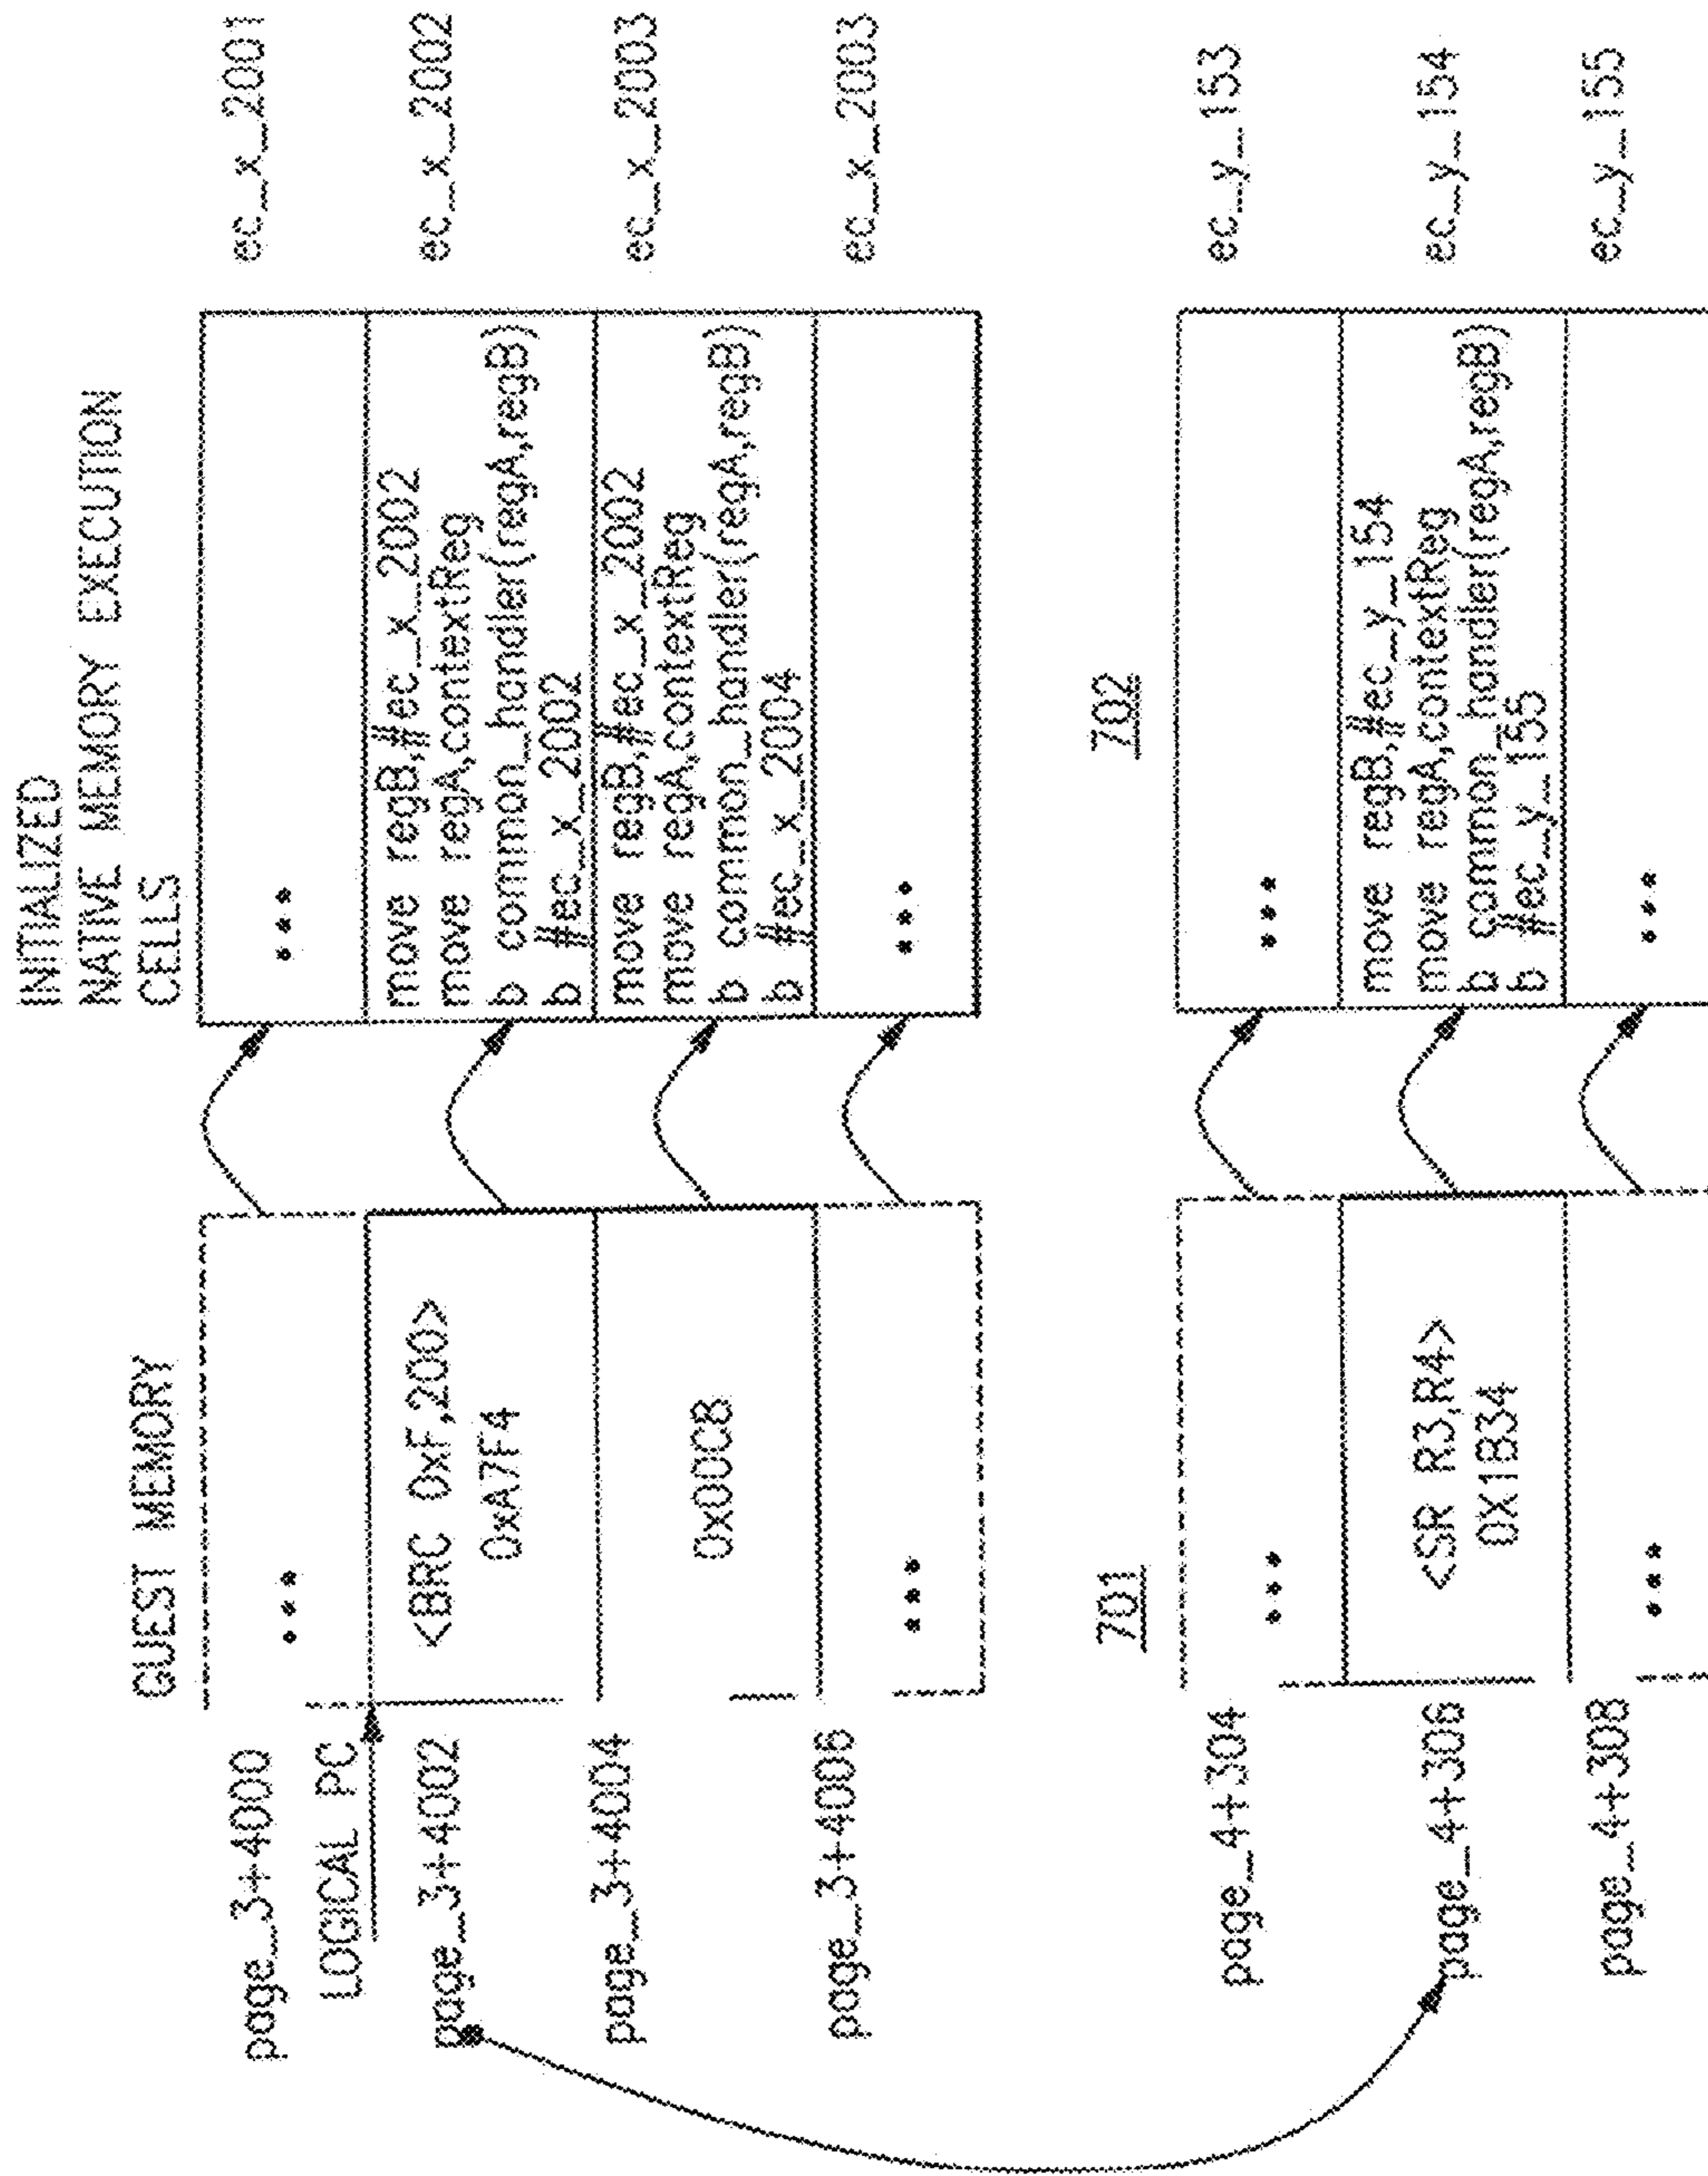 INITIALIZED
NATIVE MEMORY EXECUTION
CELLS
GUEST MEMORY
page_3+4000
• • •
• • •
ec_x_2001
LOGICAL PC
page_3+4002
<BRC 0xF,200>
0xA7F4
move regB,#ec_x_2002
move regA,contextReg
b common_handler(regA,regB)
b #ec_x_2002
ec_x_2002
page_3+4004
0x00C8
move regB,#ec_x_2002
move regA,contextReg
b common_handler(regA,regB)
b #ec_x_2004
ec_x_2003
page_3+4006
• • •
• • •
ec_x_2003
701
702
page_4+304
• • •
• • •
ec_y_153
page_4+306
<SR R3,R4>
0X1B34
move regB,#ec_y_154
move regA,contextReg
b common_handler(regA,regB)
b #ec_y_155
ec_y_154
page_4+308
• • •
• • •
ec_y_155